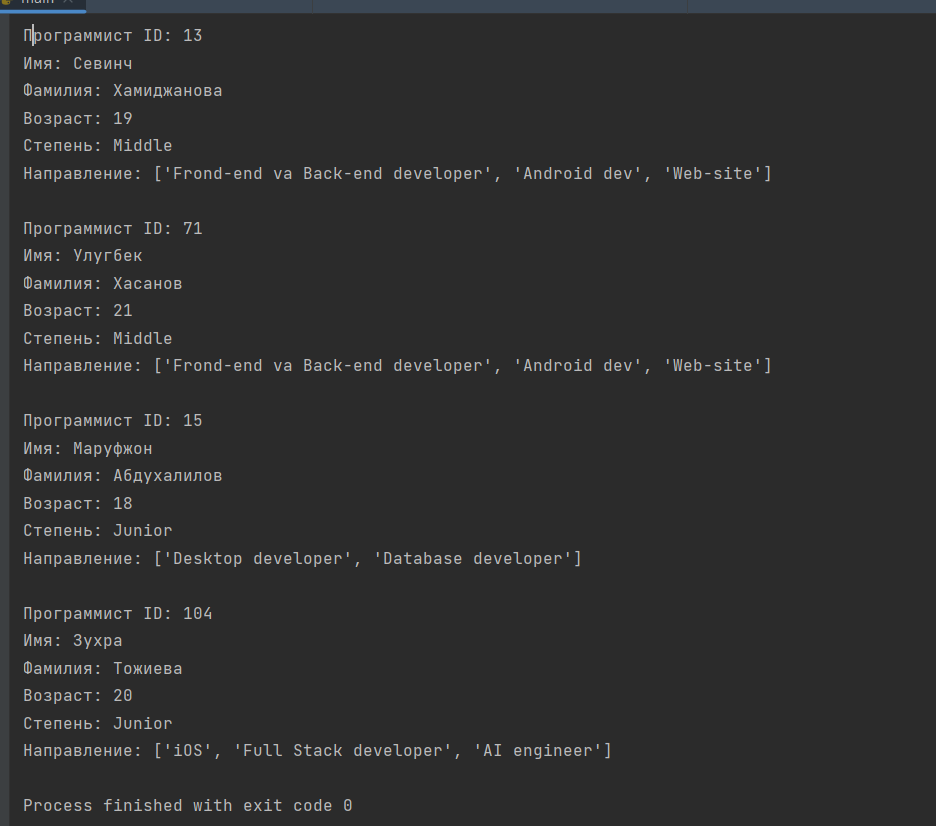 main
Программист ID: 13
Имя: Севинч
Фамилия: Хамиджанова
Возраст: 19
Степень: Middle
Направление: ['Frond-end va Back-end developer', 'Android dev', 'Web-site']
Программист ID: 71
Имя: Улугбек
Фамилия: Хасанов
Возраст: 21
Степень: Middle
Направление: ['Frond-end va Back-end developer', 'Android dev', 'Web-site']
Программист ID: 15
Имя: Маруфжон
Фамилия: Абдухалилов
Возраст: 18
Степень: Junior
Направление: ['Desktop developer', 'Database developer']
Программист ID: 104
Имя: Зухра
Фамилия: Тожиева
Возраст: 20
Степень: Junior
Направление: ['iOS', 'Full Stack developer', 'AI engineer']
Process finished with exit code 0